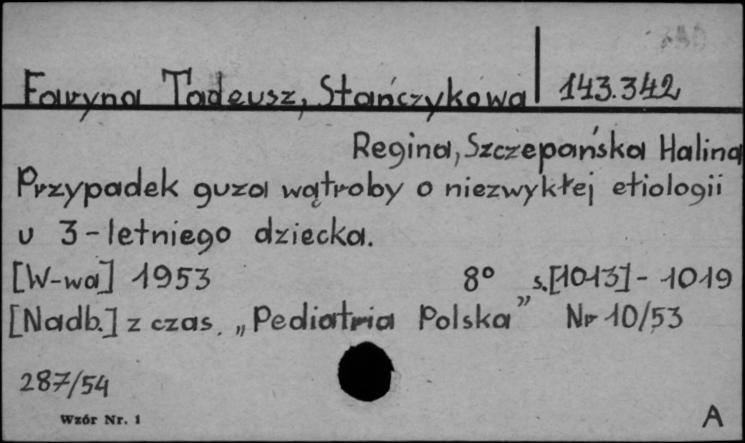 Faryna Tadeusz, Stańczykowa 143.342
Regina, Szczepańska Halina
Przypadek guza wątroby o niezwykłej etiologii
u 3-letniego dziecka.
[W-wa] 1953 8° s.[1013]-1019
[Nadb.] z czas. „Pediatria Polska” Nr 10/53
287/54
Wzór Nr. 1 A